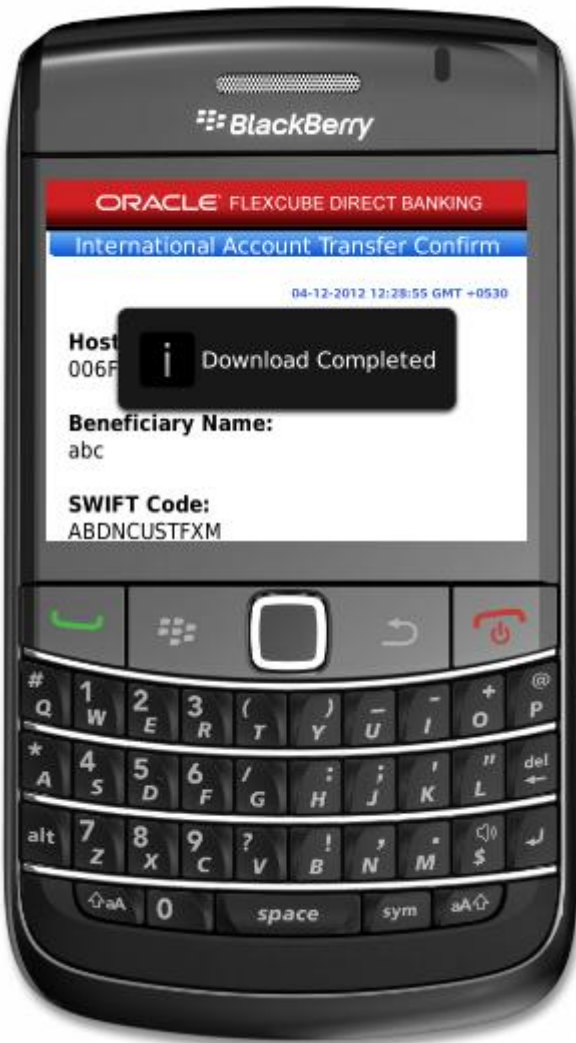 BlackBerry
ORACLE FLEXCUBE DIRECT BANKING
International Account Transfer Confirm
04-12-2012 12:28:55 GMT +0530
Host
006F
Download Completed
Beneficiary Name:
abc
SWIFT Code:
ABDNCUSTFXM
# Q 1 W 2 E 3 R ( T ) Y _ U - I + O @ P
* A 4 S 5 D 6 F / G : H ; J ' K " L del
alt 7 Z 8 X 9 C ? V ! B , N . M $
aA 0 space sym aA